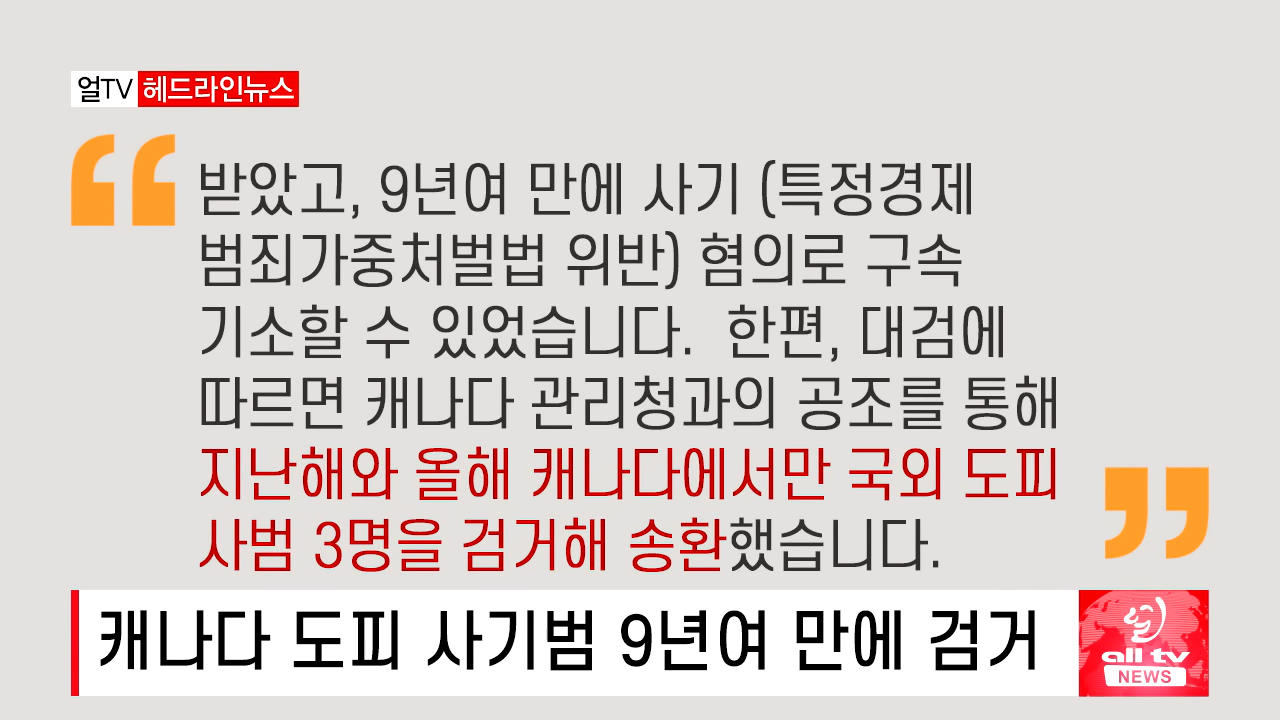 얼TV 헤드라인뉴스
받았고, 9년여 만에 사기 (특정경제
범죄가중처벌법 위반) 혐의로 구속
기소할 수 있었습니다. 한편, 대검에
따르면 캐나다 관리청과의 공조를 통해
지난해와 올해 캐나다에서만 국외 도피
사범 3명을 검거해 송환했습니다.
캐나다 도피 사기범 9년여 만에 검거
얼
all tv
NEWS